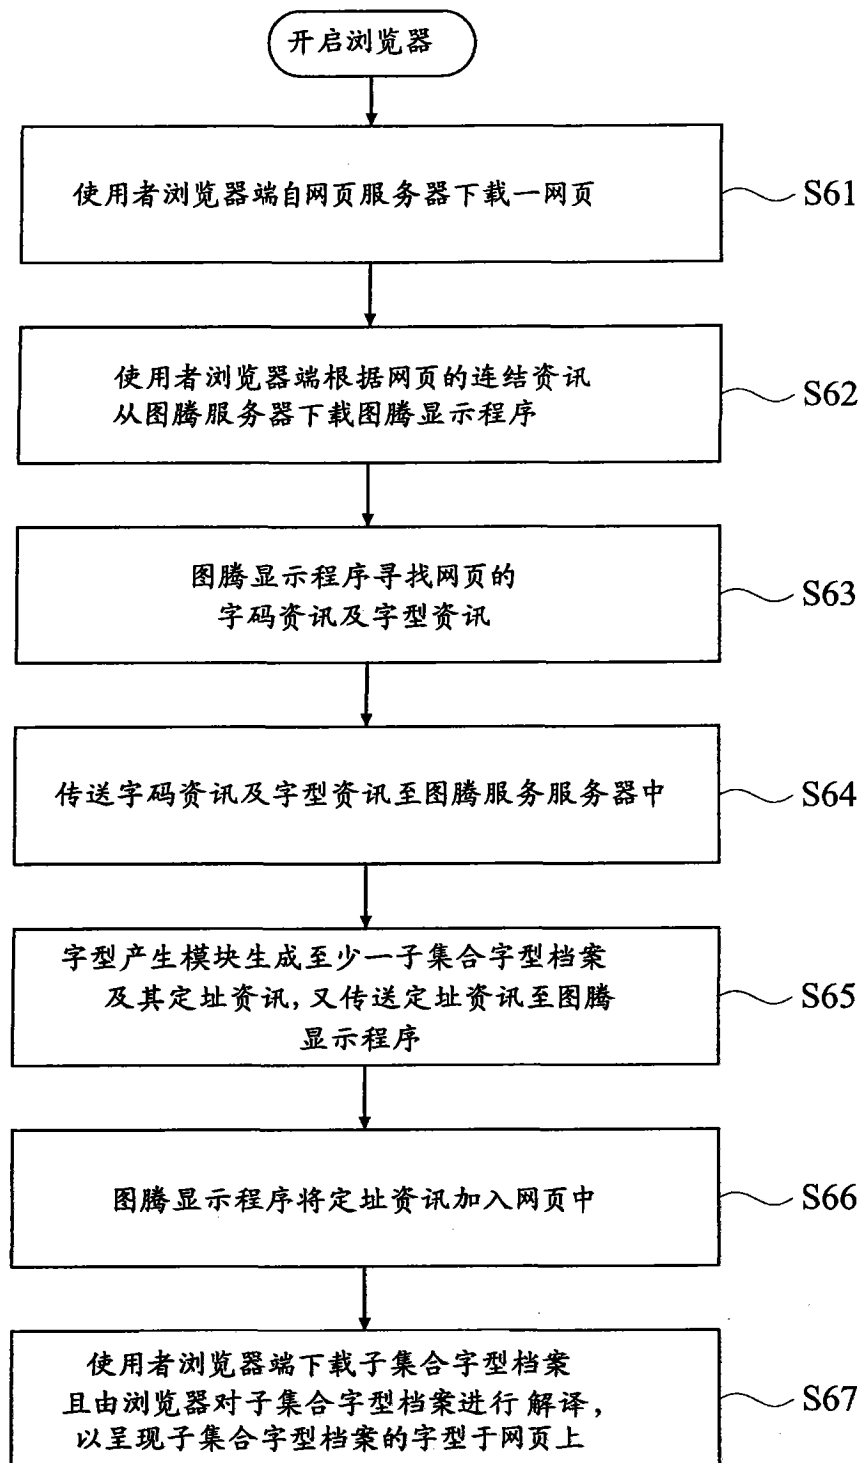 开启浏览器
使用者浏览器端自网页服务器下载一网页
S61
使用者浏览器端根据网页的连结资讯
从图腾服务器下载图腾显示程序
S62
图腾显示程序寻找网页的
字码资讯及字型资讯
S63
传送字码资讯及字型资讯至图腾服务服务器中
S64
字型产生模块生成至少一子集合字型档案
及其定址资讯,又传送定址资讯至图腾
显示程序
S65
图腾显示程序将定址资讯加入网页中
S66
使用者浏览器端下载子集合字型档案
且由浏览器对子集合字型档案进行 解译,
以呈现子集合字型档案的字型于网页上
S67